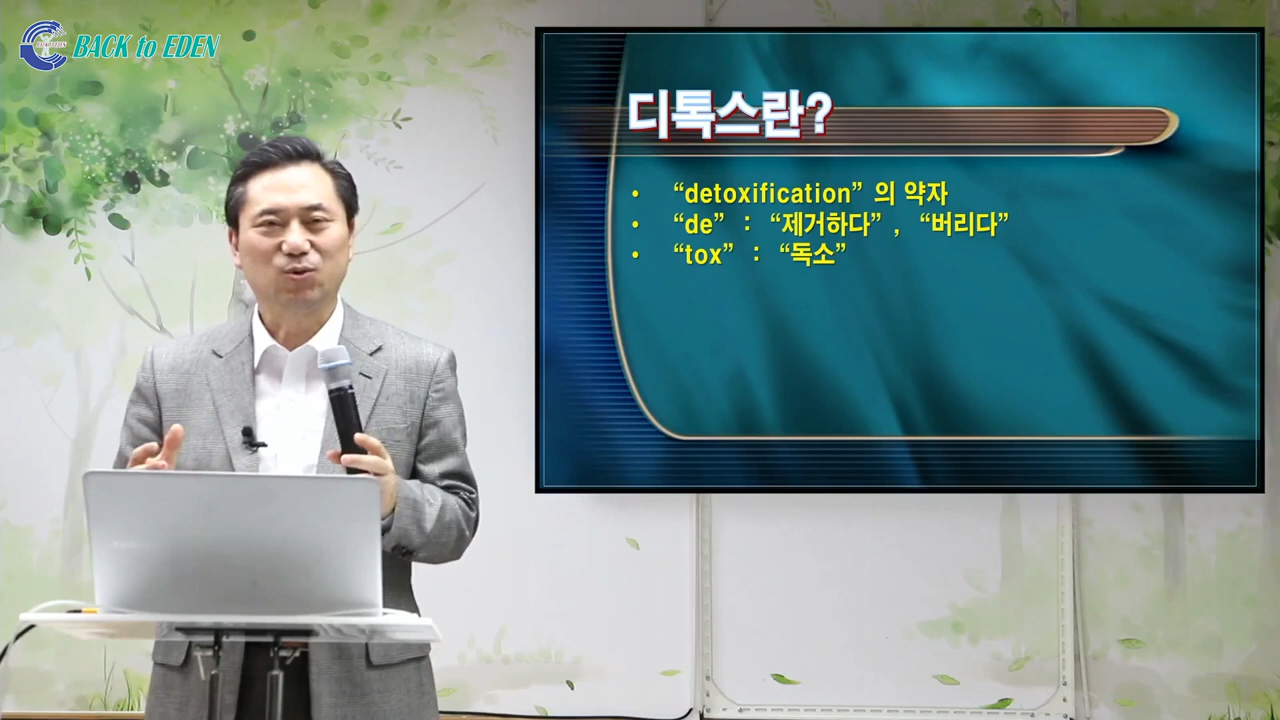 BACK to EDEN
디톡스란?
• “detoxification” 의 약자
• “de” : “제거하다” , “버리다”
• “tox” : “독소”